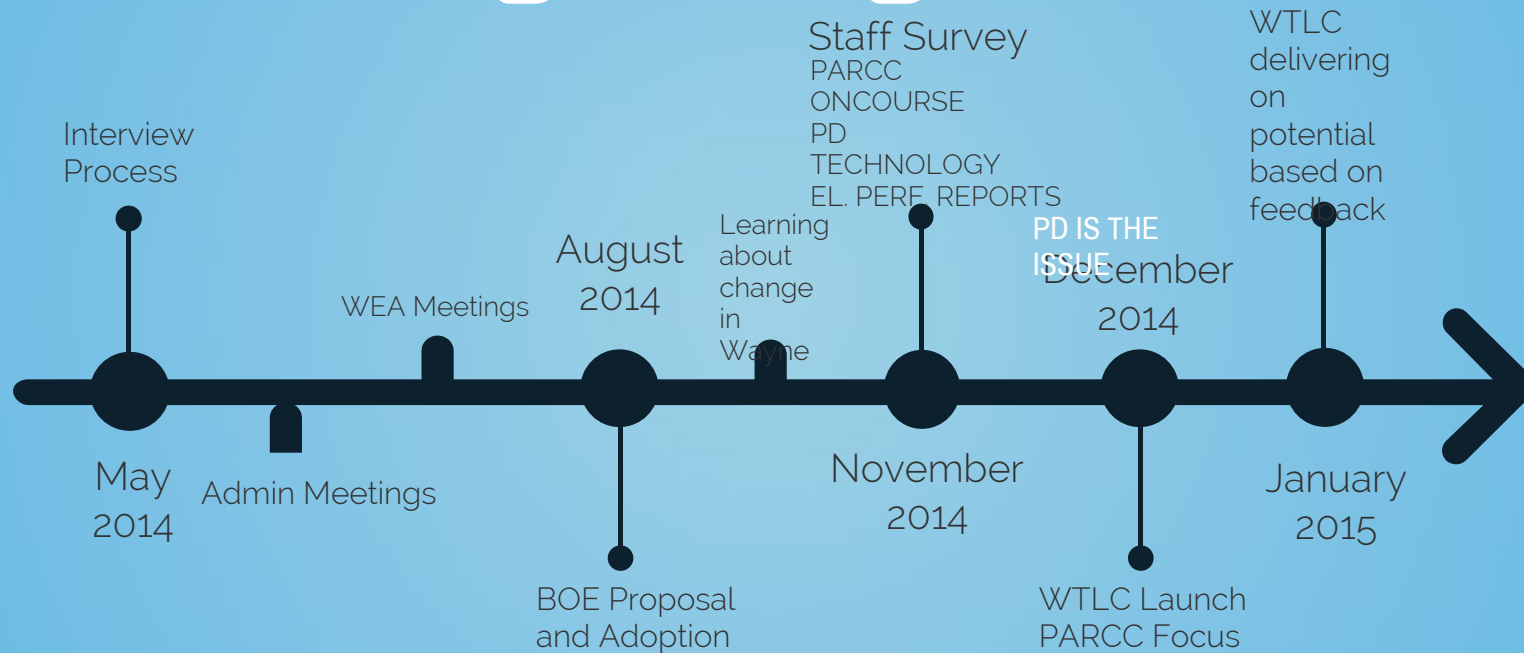 Interview
Process
May
2014
Admin Meetings
WEA Meetings
August
2014
BOE Proposal
and Adoption
Learning
about
change
in
Wayne
Staff Survey
PARCC
ONCOURSE
PD
TECHNOLOGY
EL. PERF. REPORTS
November
2014
PD IS THE
ISSUE
December
2014
WTLC Launch
PARCC Focus
WTLC
delivering
on
potential
based on
feedback
January
2015